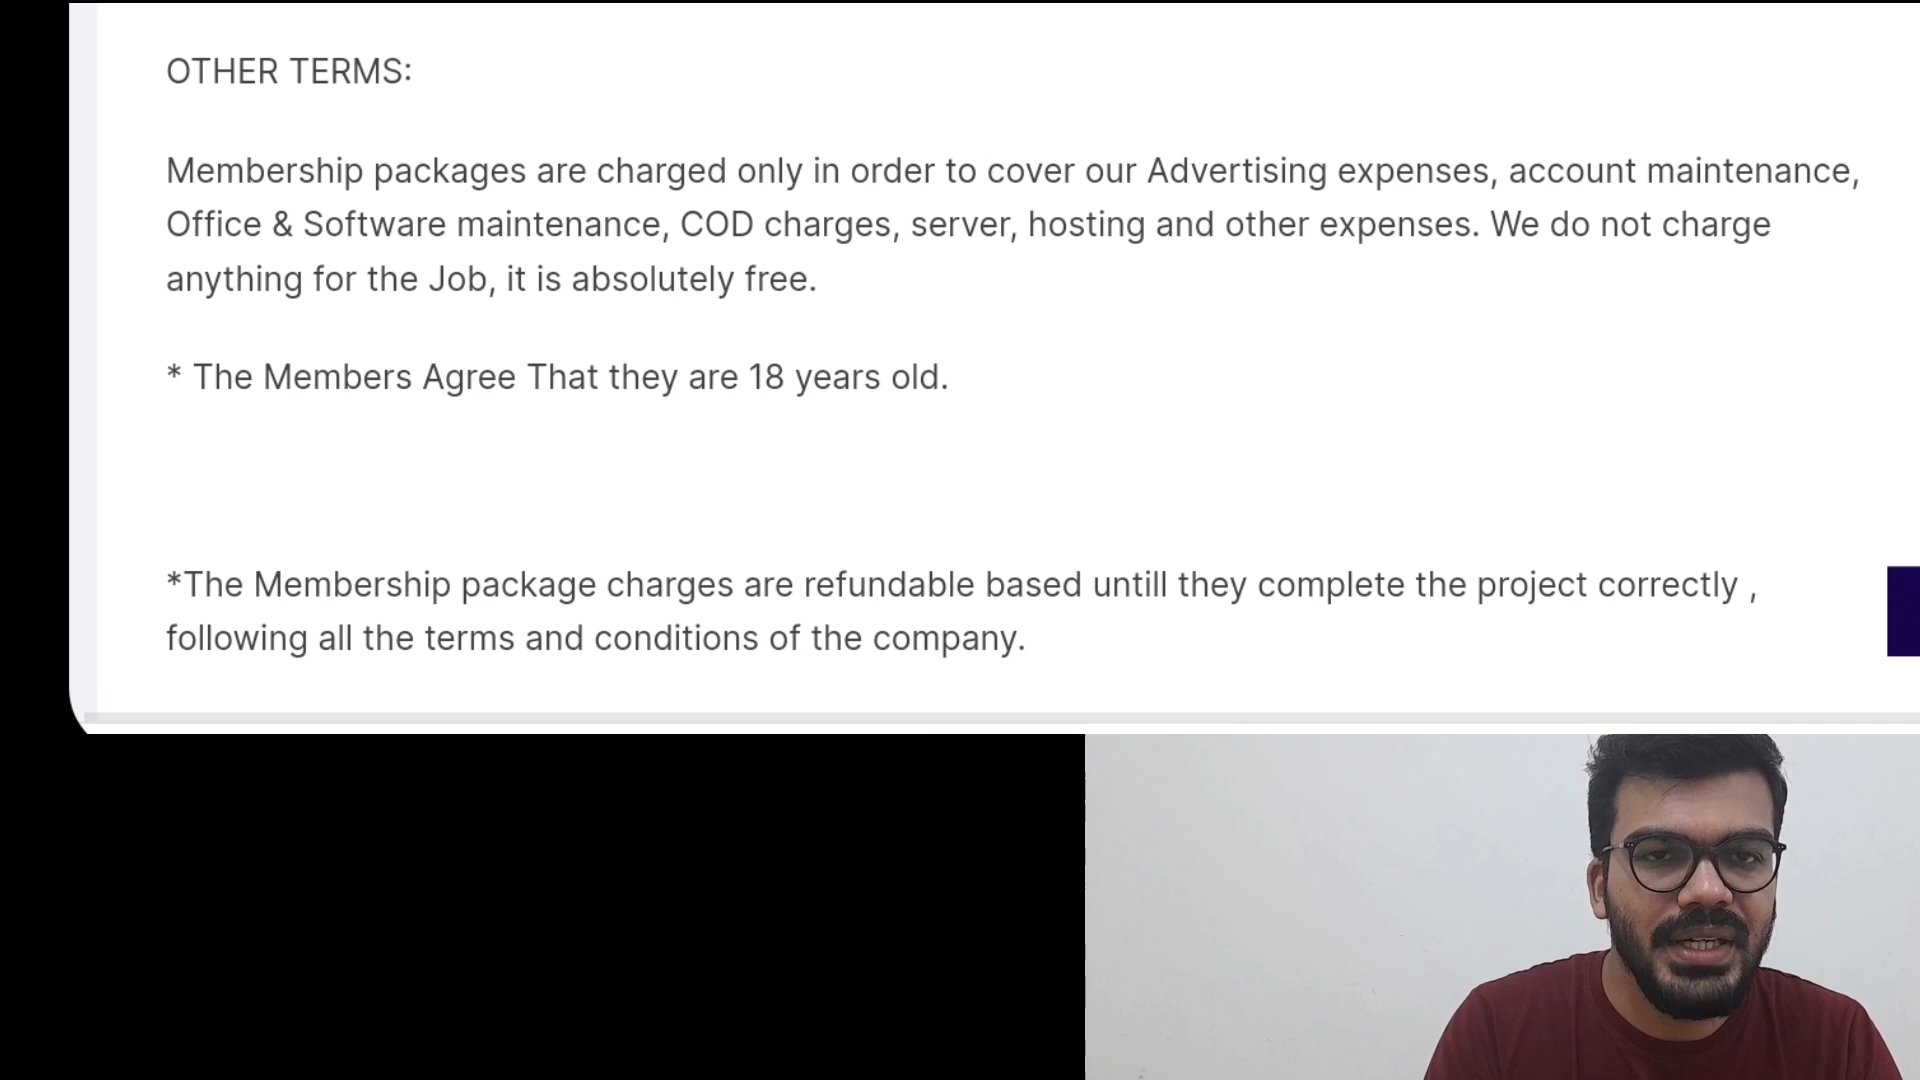 OTHER TERMS:
Membership packages are charged only in order to cover our Advertising expenses, account maintenance,
Office & Software maintenance, COD charges, server, hosting and other expenses. We do not charge
anything for the Job, it is absolutely free.
* The Members Agree That they are 18 years old.
*The Membership package charges are refundable based untill they complete the project correctly ,
following all the terms and conditions of the company.